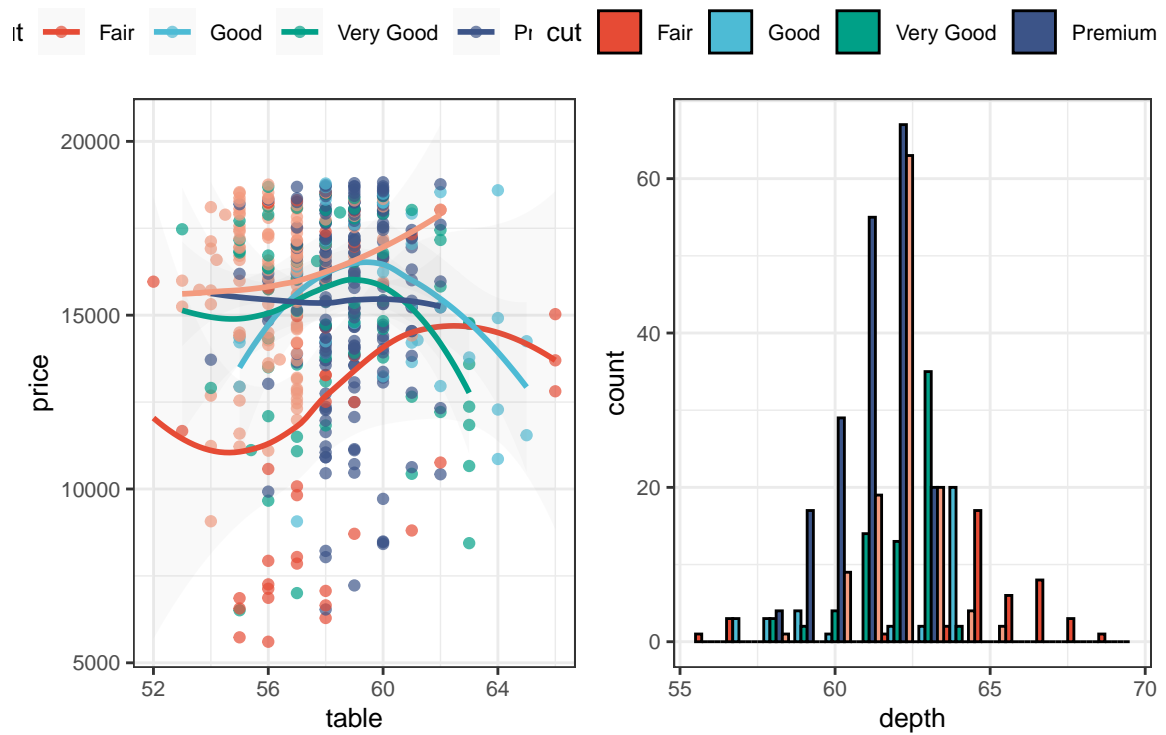 Fair Good Very Good
cut Fair Good Very Good Premium
20000
15000
10000
5000
price
52 56 60 64
table
60
40
20
0
count
55 60 65 70
depth